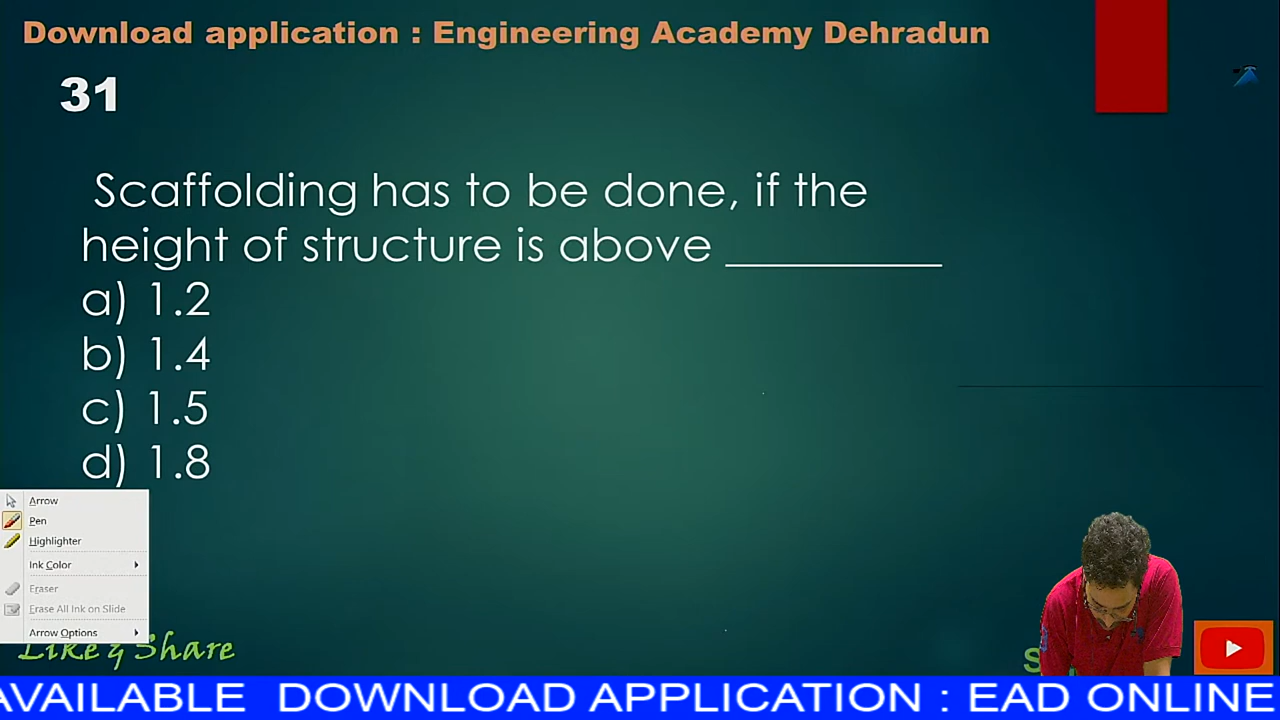 Download application : Engineering Academy Dehradun
31
Scaffolding has to be done, if the
height of structure is above __________
a) 1.2
b) 1.4
c) 1.5
d) 1.8
Arrow
Pen
Highlighter
Ink Color
Eraser
Erase All Ink on Slide
Arrow Options
Like & Share
AVAILABLE DOWNLOAD APPLICATION : EAD ONLINE